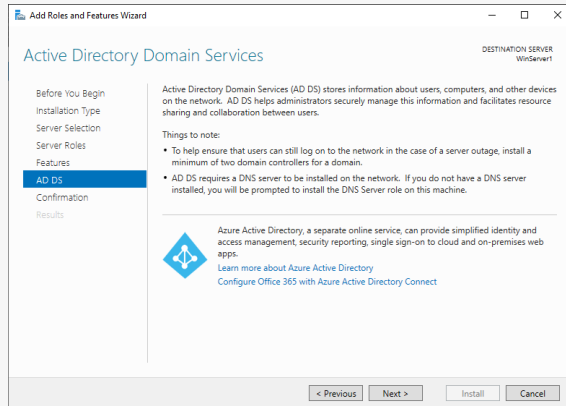 Add Roles and Features Wizard
Active Directory Domain Services
DESTINATION SERVER
WinServer1
Before You Begin
Installation Type
Server Selection
Server Roles
Features
AD DS
Confirmation
Results
Active Directory Domain Services (AD DS) stores information about users, computers, and other devices
on the network. AD DS helps administrators securely manage this information and facilitates resource
sharing and collaboration between users.
Things to note:
• To help ensure that users can still log on to the network in the case of a server outage, install a
minimum of two domain controllers for a domain.
• AD DS requires a DNS server to be installed on the network. If you do not have a DNS server
installed, you will be prompted to install the DNS Server role on this machine.
Azure Active Directory, a separate online service, can provide simplified identity and
access management, security reporting, single sign-on to cloud and on-premises web
apps.
Learn more about Azure Active Directory
Configure Office 365 with Azure Active Directory Connect
< Previous
Next >
Install
Cancel